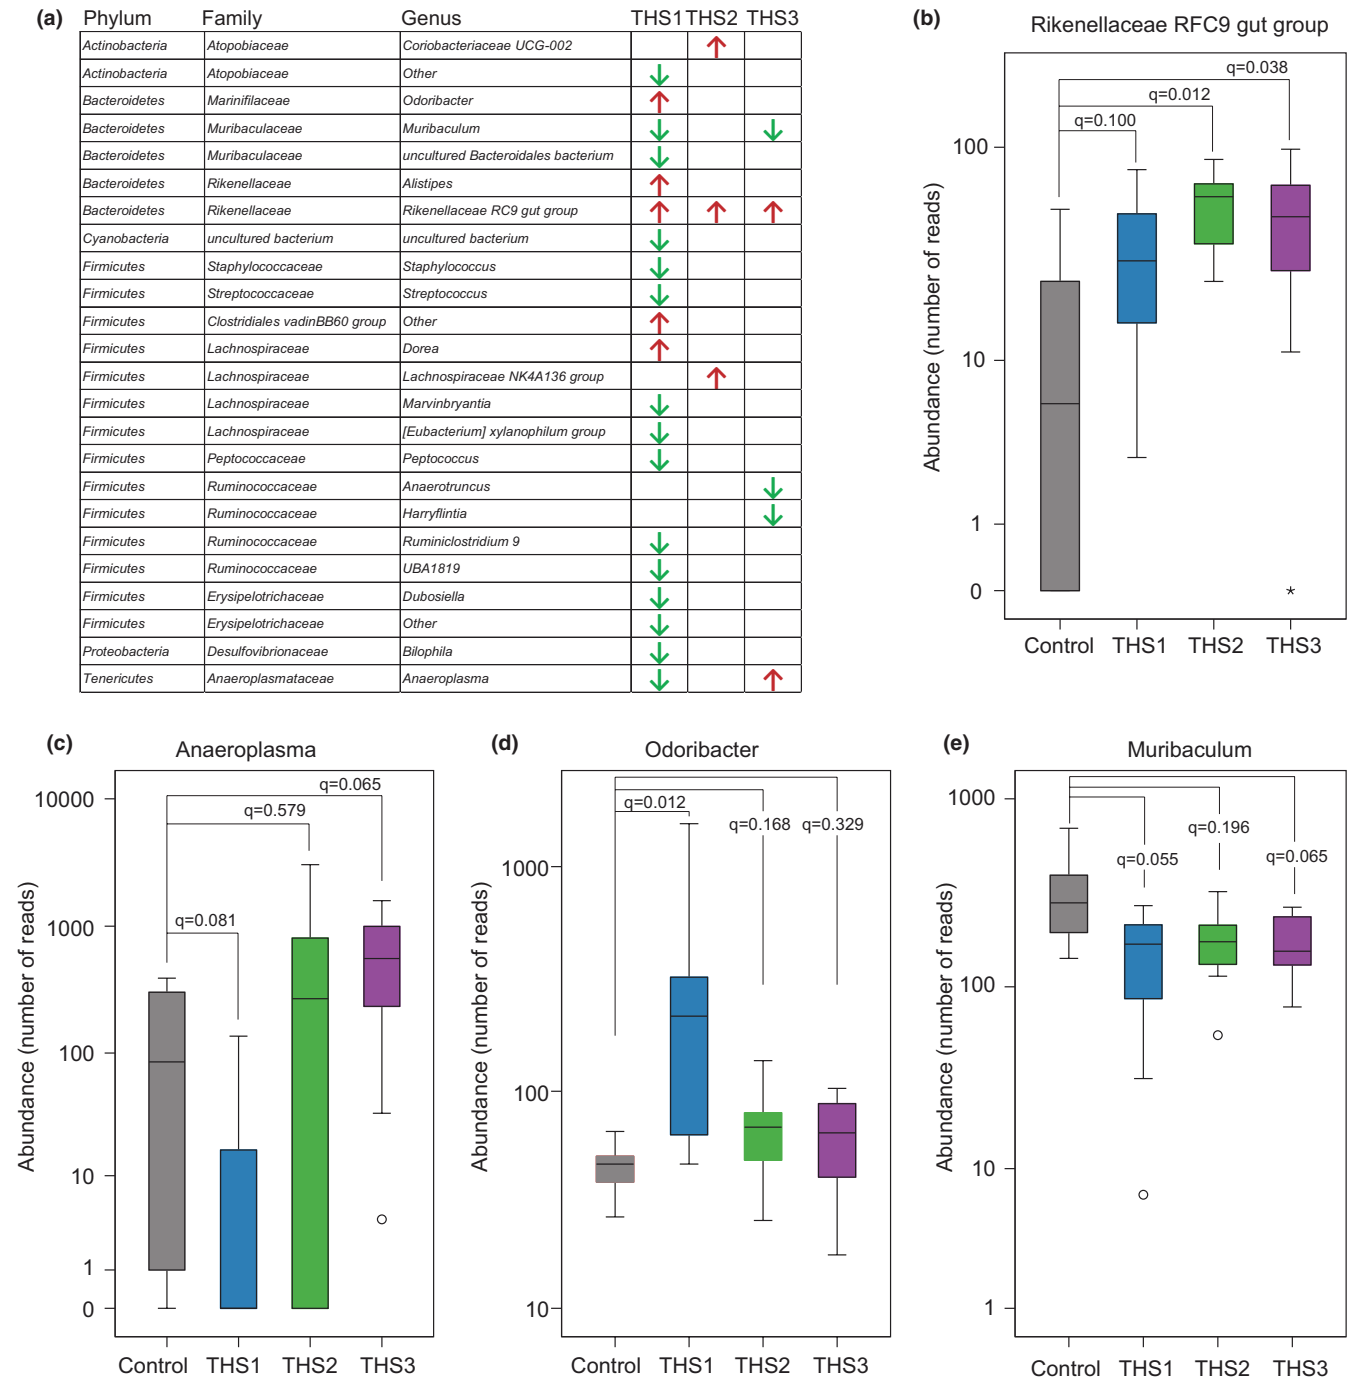 (a) Phylum Family Genus THS1 THS2 THS3
Actinobacteria Atopobiaceae Coriobacteriaceae UCG-002
Actinobacteria Atopobiaceae Other
Bacteroidetes Marinifilaceae Odoribacter
Bacteroidetes Muribaculaceae Muribaculum
Bacteroidetes Muribaculaceae uncultured Bacteroidales bacterium
Bacteroidetes Rikenellaceae Alistipes
Bacteroidetes Rikenellaceae Rikenellaceae RC9 gut group
Cyanobacteria uncultured bacterium uncultured bacterium
Firmicutes Staphylococcaceae Staphylococcus
Firmicutes Streptococcaceae Streptococcus
Firmicutes Clostridiales vadinBB60 group Other
Firmicutes Lachnospiraceae Dorea
Firmicutes Lachnospiraceae Lachnospiraceae NK4A136 group
Firmicutes Lachnospiraceae Marvinbryantia
Firmicutes Lachnospiraceae [Eubacterium] xylanophilum group
Firmicutes Peptococcaceae Peptococcus
Firmicutes Ruminococcaceae Anaerotruncus
Firmicutes Ruminococcaceae Harryflintia
Firmicutes Ruminococcaceae Ruminiclostridium 9
Firmicutes Ruminococcaceae UBA1819
Firmicutes Erysipelotrichaceae Dubosiella
Firmicutes Erysipelotrichaceae Other
Proteobacteria Desulfovibrionaceae Bilophila
Tenericutes Anaeroplasmataceae Anaeroplasma
(b) Rikenellaceae RFC9 gut group
q=0.038
q=0.012
q=0.100
Abundance (number of reads)
100
10
1
0
Control THS1 THS2 THS3
(c) Anaeroplasma
q=0.065
q=0.579
q=0.081
Abundance (number of reads)
10000
1000
100
10
1
0
Control THS1 THS2 THS3
(d) Odoribacter
q=0.012
q=0.168 q=0.329
Abundance (number of reads)
1000
100
10
Control THS1 THS2 THS3
(e) Muribaculum
q=0.196
q=0.055 q=0.065
Abundance (number of reads)
1000
100
10
1
Control THS1 THS2 THS3